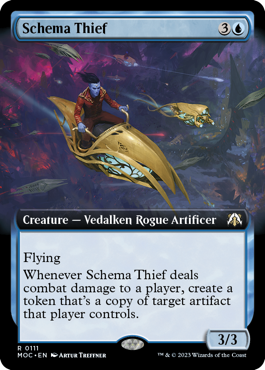 Schema Thief 3
Creature — Vedalken Rogue Artificer
Flying
Whenever Schema Thief deals
combat damage to a player, create a
token that's a copy of target artifact
that player controls.
3/3
R 0111
MOC • EN Artur Treffner
™ & © 2023 Wizards of the Coast